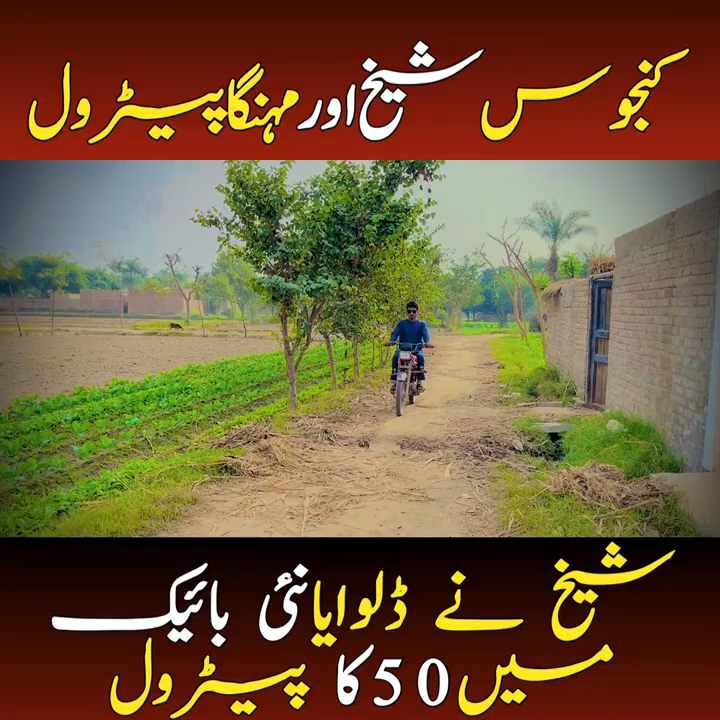 کنجوس شیخ اور مہنگا پیٹرول
شیخ نے ڈلوایا نئی بائیک
میں 50 کا پیٹرول